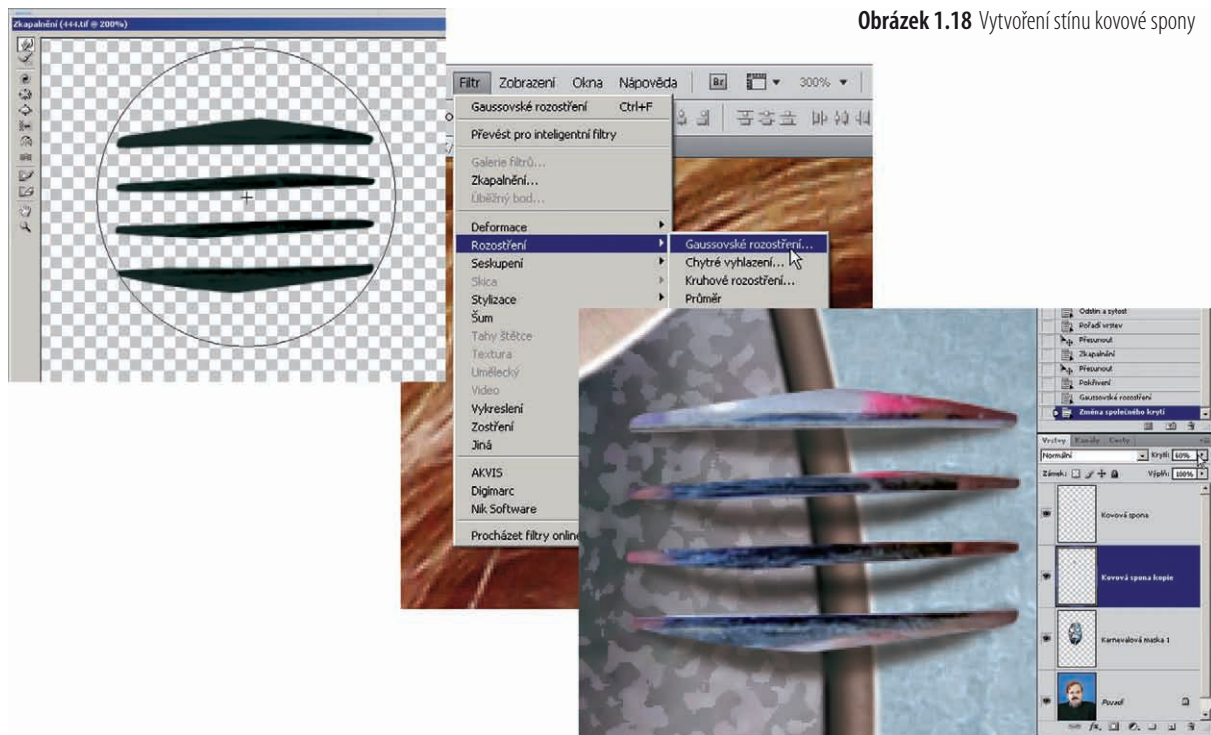 Obrázek 1.18 Vytvoření stínu kovové spony
Zkapalnění (444.tif @ 200%)
Filtr Zobrazení Okna Nápověda Br 300%
Gaussovské rozostření Ctrl+F
Převést pro inteligentní filtry
Galerie filtrů...
Zkapalnění...
Úběžný bod...
Deformace
Rozostření
Seskupení
Skica
Stylizace
Šum
Tahy štětce
Textura
Umělecký
Video
Vykreslení
Zostření
Jiná
AKVIS
Digimarc
Nik Software
Procházet filtry online
Gaussovské rozostření...
Chytré vyhlazení...
Kruhové rozostření...
Průměr
Odstín a sytost
Pořadí vrstev
Přesunout
Zkapalnění
Přesunout
Pokřivení
Gaussovské rozostření
Změna společného krytí
Vrstvy Kanály Cesty
Normální Krytí: 60%
Zámek: Výplň: 100%
Kovová spona
Kovová spona kopie
Karnevalová maska 1
Pozadí
fx.